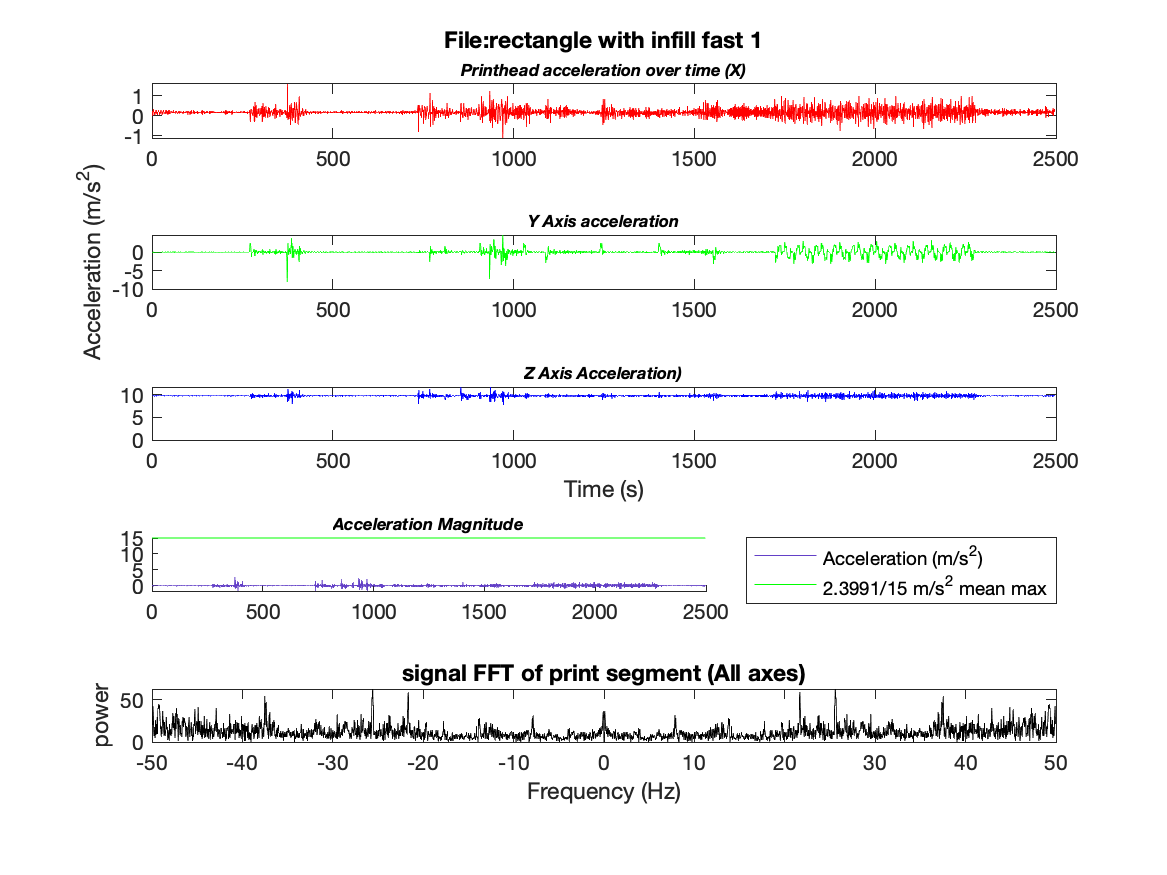 File:rectangle with infill fast 1
Printhead acceleration over time (X)
1
0
-1
0 500 1000 1500 2000 2500
Acceleration (m/s2)
Y Axis acceleration
0
-5
-10
0 500 1000 1500 2000 2500
Z Axis Acceleration)
10
5
0
0 500 1000 1500 2000 2500
Time (s)
Acceleration Magnitude
15
10
5
0
0 500 1000 1500 2000 2500
Acceleration (m/s2)
2.3991/15 m/s2 mean max
signal FFT of print segment (All axes)
power
50
0
-50 -40 -30 -20 -10 0 10 20 30 40 50
Frequency (Hz)